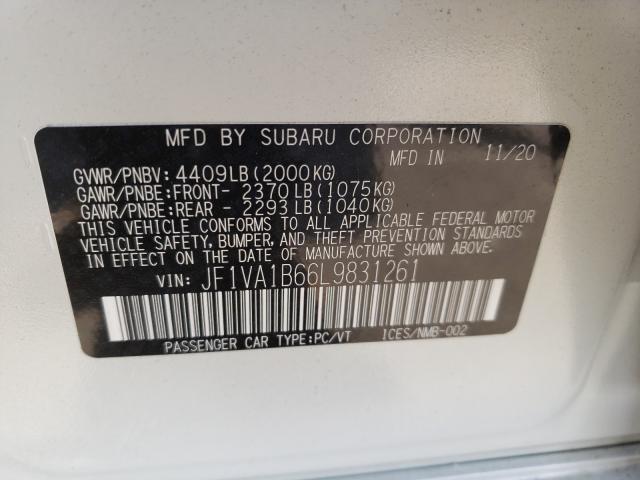 MFD BY SUBARU CORPORATION
MFD IN 11/20
GVWR/PNBV: 4409LB(2000KG)
GAWR/PNBE:FRONT- 2370LB(1075KG)
GAWR/PNBE:REAR - 2293LB(1040KG)
THIS VEHICLE CONFORMS TO ALL APPLICABLE FEDERAL MOTOR
VEHICLE SAFETY, BUMPER, AND THEFT PREVENTION STANDARDS
IN EFFECT ON THE DATE OF MANUFACTURE SHOWN ABOVE.
VIN: JF1VA1B66L9831261
PASSENGER CAR TYPE:PC/VT ICES/NMB-002